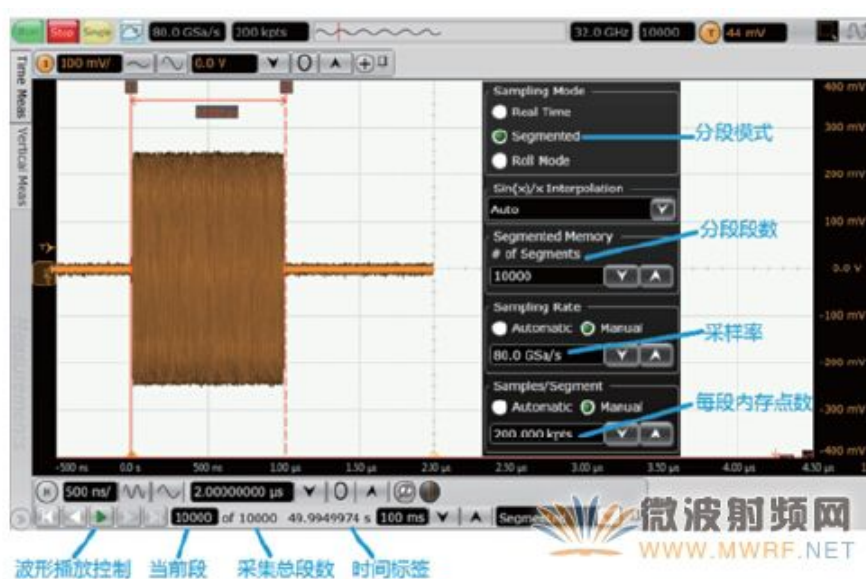 Run Stop Single 80.0 GSa/s 200 kpts 32.0 GHz 10000 T 44 mV
1 100 mV/ 0.0 V
Time Meas
Vertical Meas
Measurements
400 mV
300 mV
200 mV
100 mV
0.0 V
-100 mV
-200 mV
-300 mV
-400 mV
Sampling Mode
Real Time
Segmented
分段模式
Roll Mode
Sin(x)/x Interpolation
Auto
Segmented Memory
# of Segments
分段段数
10000
Sampling Rate
Automatic Manual
80.0 GSa/s
采样率
Samples/Segment
Automatic Manual
每段内存点数
200.000 kpts
-500 ns 0.0 s 500 ns 1.00 µs 1.50 µs 2.00 µs 2.50 µs 3.00 µs 3.50 µs 4.00 µs 4.50 µs
H 500 ns/ 2.00000000 µs
10000 of 10000 49.9949974 s 100 ms
波形播放控制 当前段 采集总段数 时间标签
微波射频网
WWW.MWRF.NET